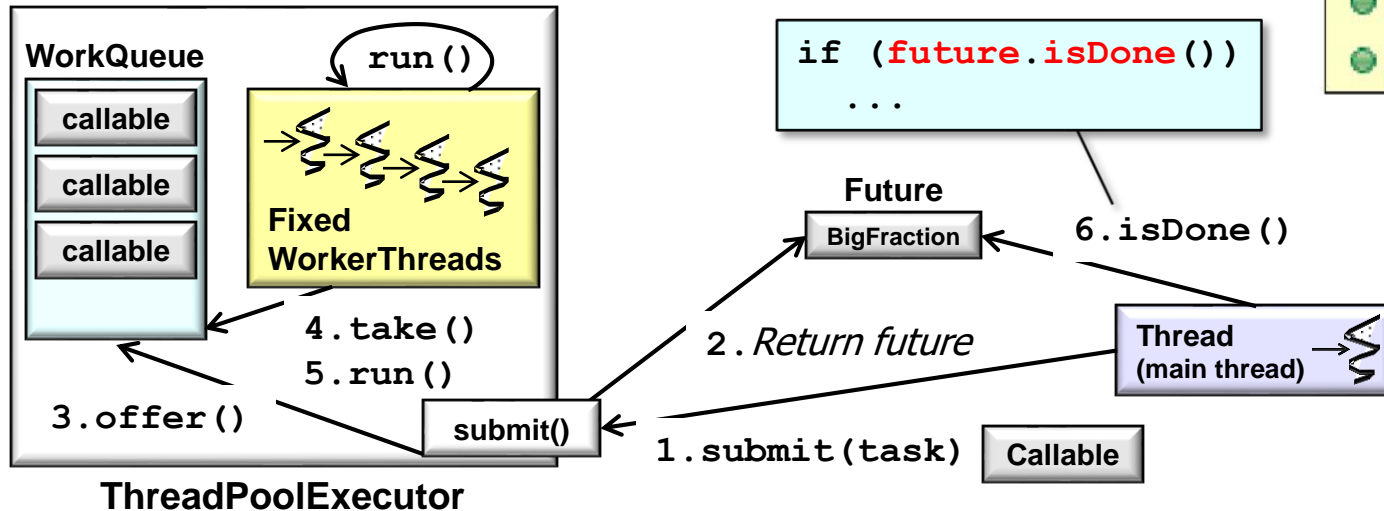 WorkQueue
callable
callable
callable
run()
Fixed
WorkerThreads
4.take()
5.run()
3.offer()
submit()
ThreadPoolExecutor
if (future.isDone())
...
Future
BigFraction
6.isDone()
2.Return future
Thread
(main thread)
1.submit(task)
Callable